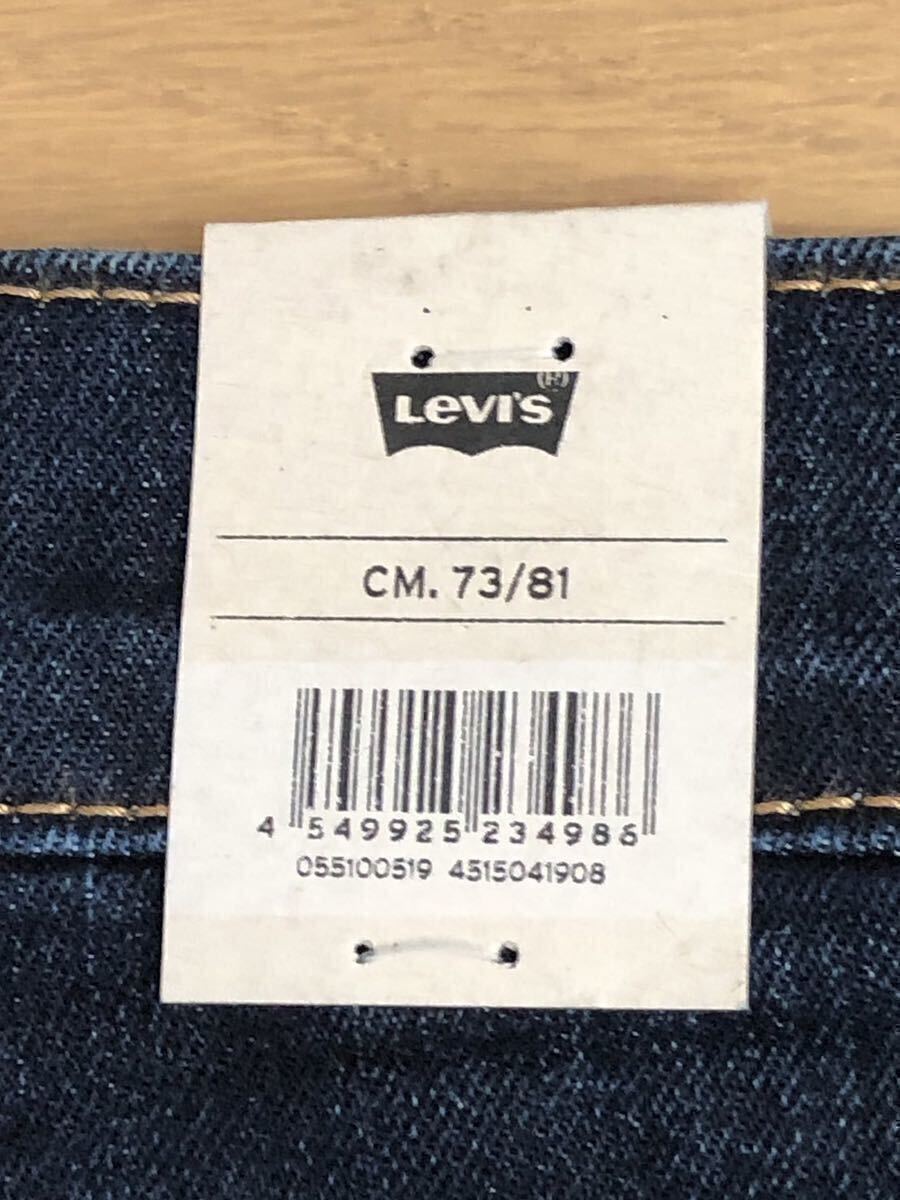 Levi's (R)
CM. 73/81
4 549925 234986
055100519 4515041908